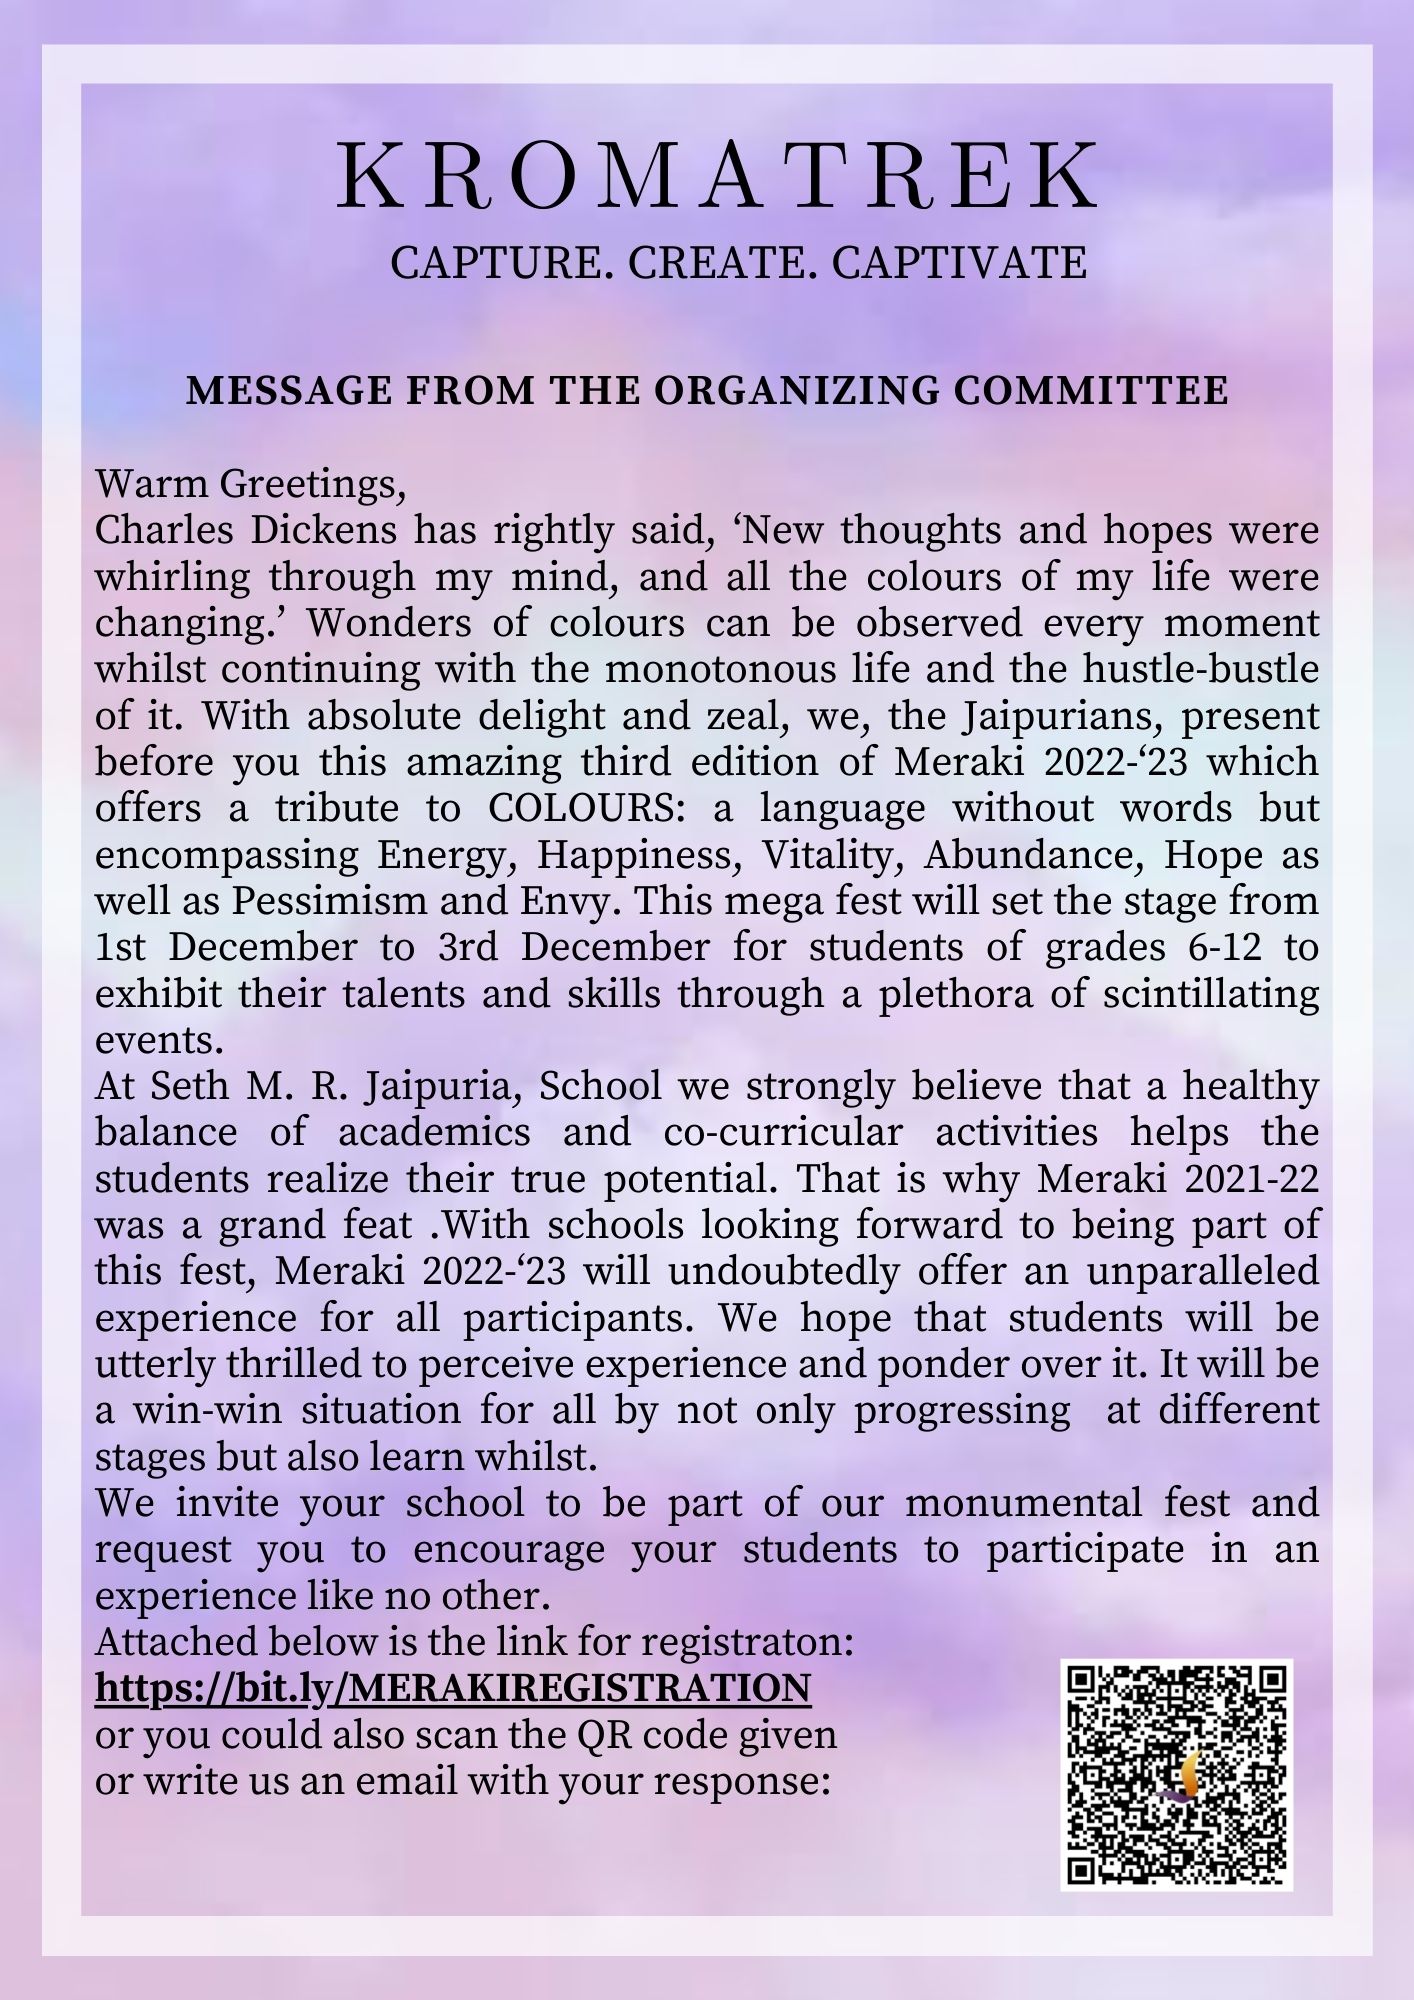 KROMATREK
CAPTURE. CREATE. CAPTIVATE
MESSAGE FROM THE ORGANIZING COMMITTEE
Warm Greetings,
Charles Dickens has rightly said, ‘New thoughts and hopes were
whirling through my mind, and all the colours of my life were
changing.’ Wonders of colours can be observed every moment
whilst continuing with the monotonous life and the hustle-bustle
of it. With absolute delight and zeal, we, the Jaipurians, present
before you this amazing third edition of Meraki 2022-‘23 which
offers a tribute to COLOURS: a language without words but
encompassing Energy, Happiness, Vitality, Abundance, Hope as
well as Pessimism and Envy. This mega fest will set the stage from
1st December to 3rd December for students of grades 6-12 to
exhibit their talents and skills through a plethora of scintillating
events.
At Seth M. R. Jaipuria, School we strongly believe that a healthy
balance of academics and co-curricular activities helps the
students realize their true potential. That is why Meraki 2021-22
was a grand feat .With schools looking forward to being part of
this fest, Meraki 2022-‘23 will undoubtedly offer an unparalleled
experience for all participants. We hope that students will be
utterly thrilled to perceive experience and ponder over it. It will be
a win-win situation for all by not only progressing at different
stages but also learn whilst.
We invite your school to be part of our monumental fest and
request you to encourage your students to participate in an
experience like no other.
Attached below is the link for registraton:
https://bit.ly/MERAKIREGISTRATION
or you could also scan the QR code given
or write us an email with your response: